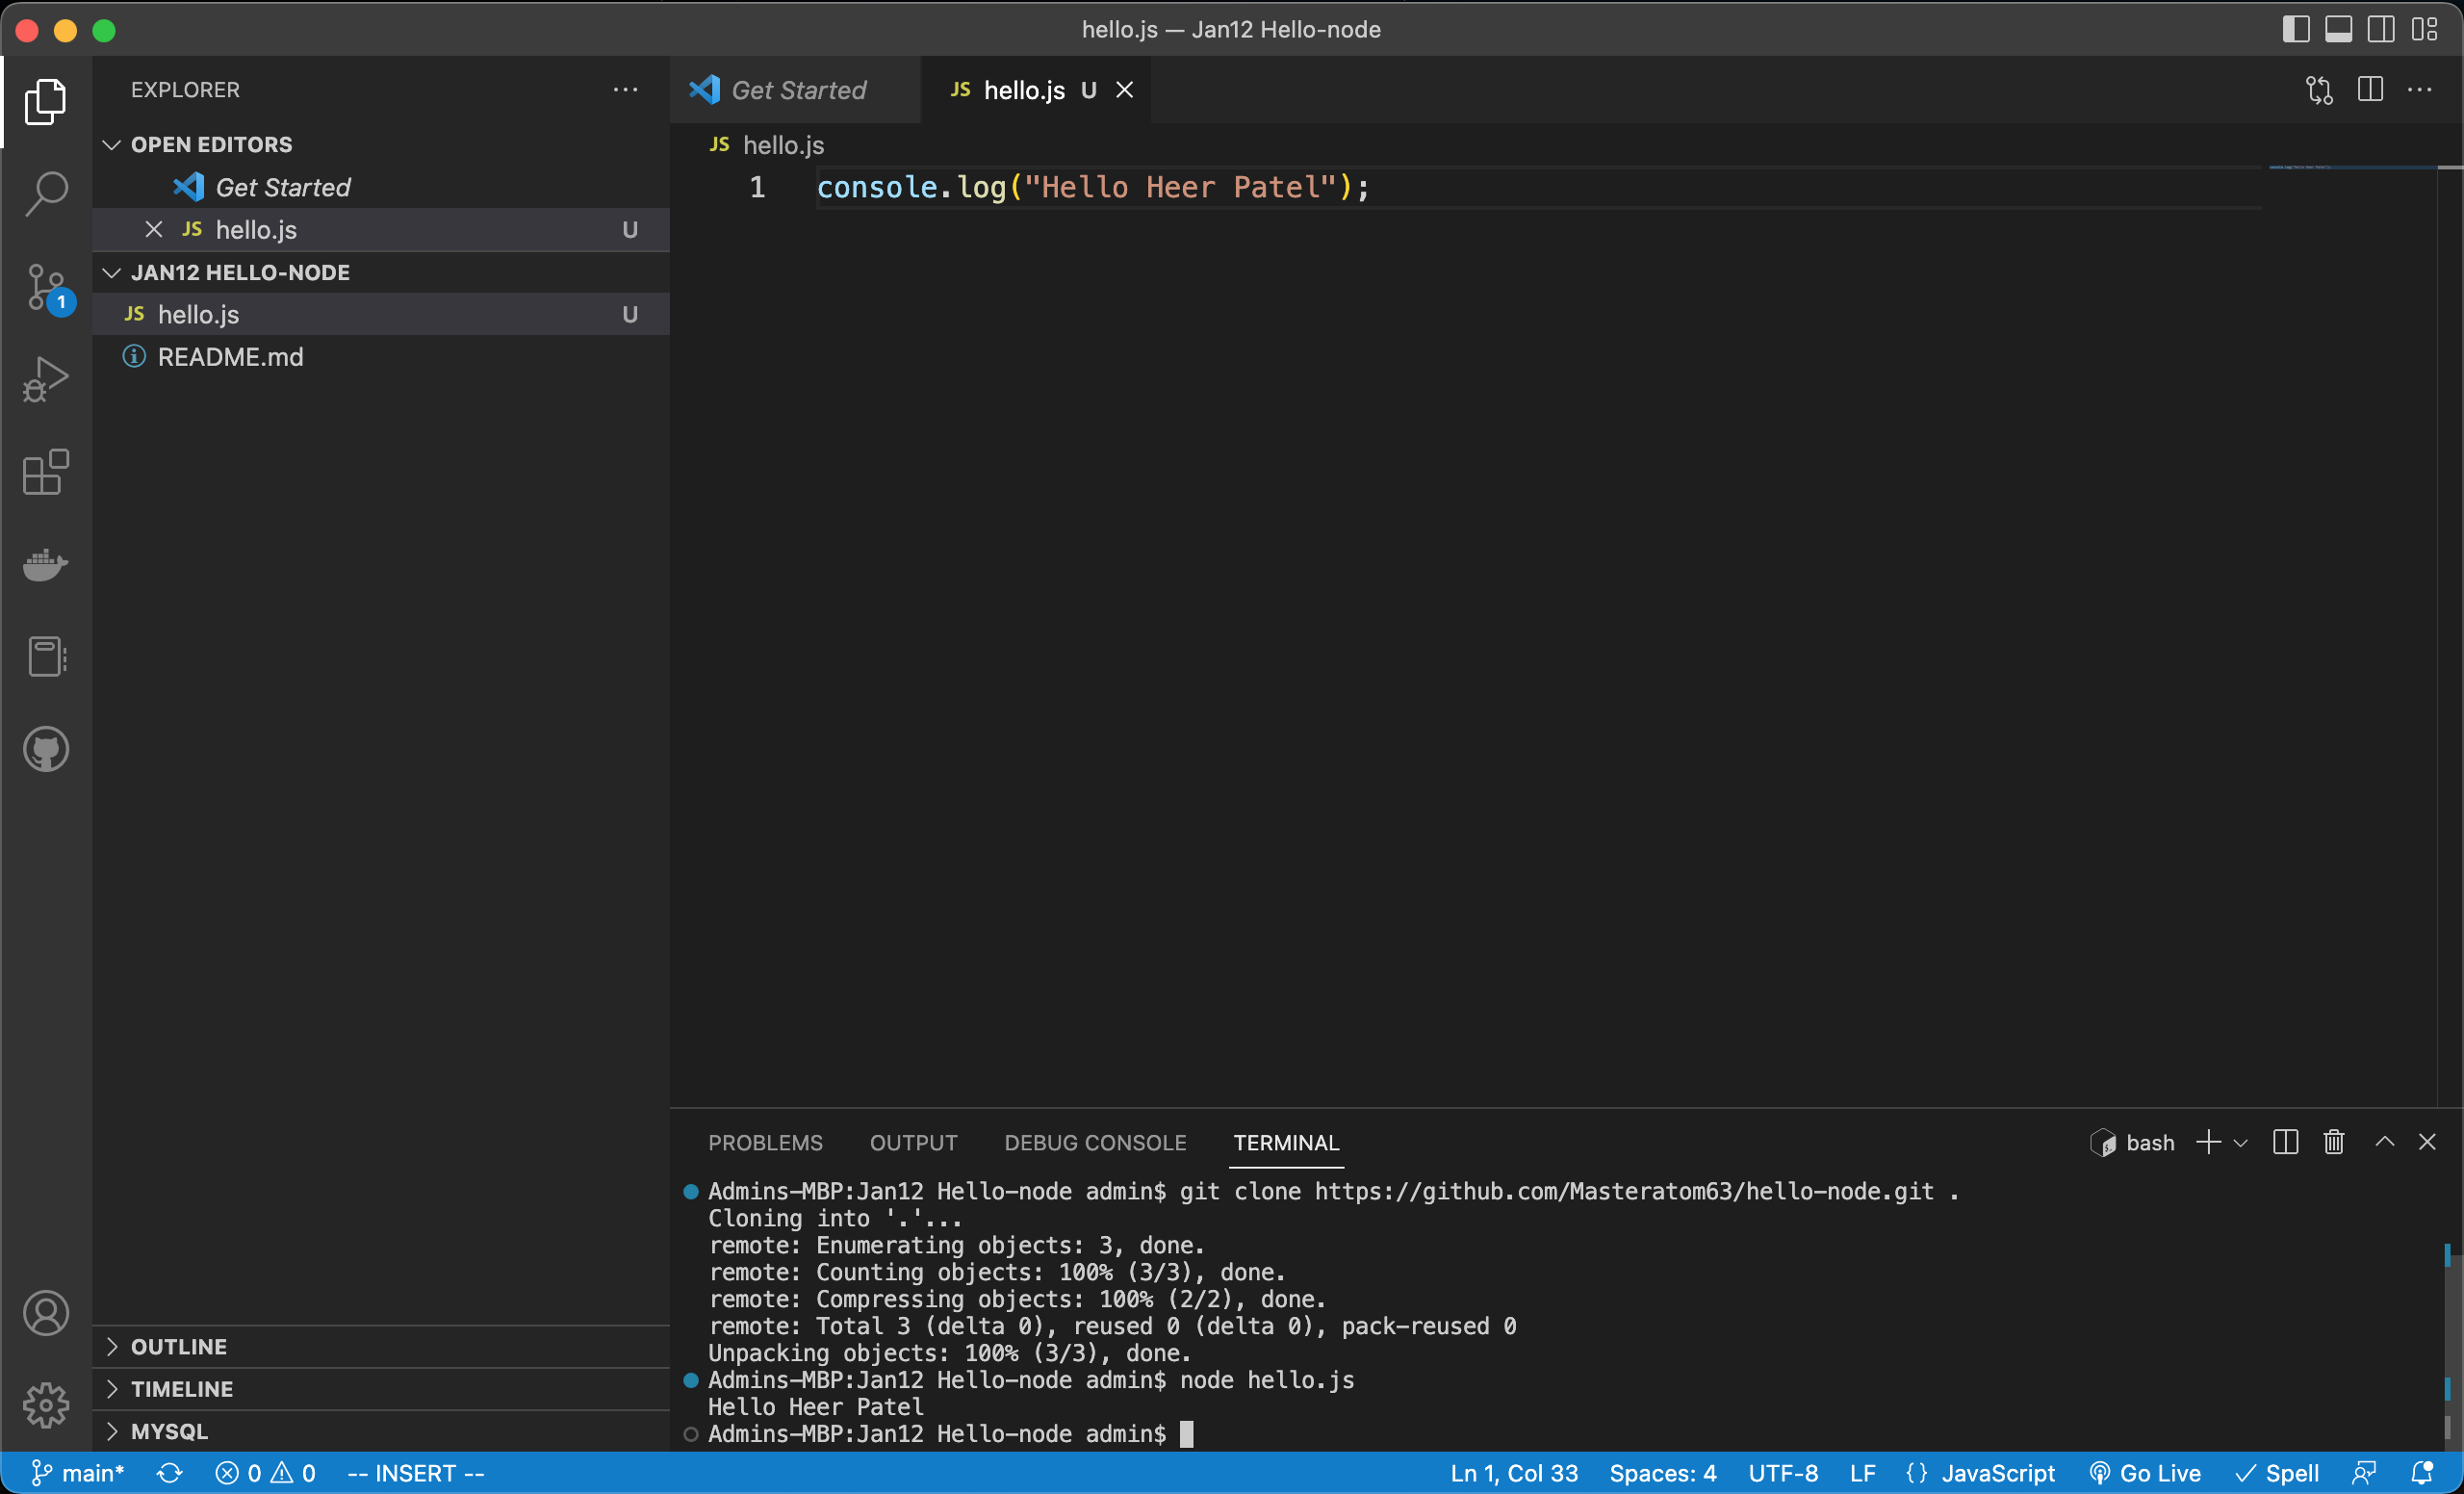 hello.js — Jan12 Hello-node
EXPLORER
OPEN EDITORS
Get Started
JS hello.js U
JAN12 HELLO-NODE
JS hello.js U
README.md
1
OUTLINE
TIMELINE
MYSQL
Get Started
JS hello.js U
JS hello.js
1 console.log("Hello Heer Patel");
PROBLEMS OUTPUT DEBUG CONSOLE TERMINAL
bash
Admins-MBP:Jan12 Hello-node admin$ git clone https://github.com/Masteratom63/hello-node.git .
Cloning into '.'...
remote: Enumerating objects: 3, done.
remote: Counting objects: 100% (3/3), done.
remote: Compressing objects: 100% (2/2), done.
remote: Total 3 (delta 0), reused 0 (delta 0), pack-reused 0
Unpacking objects: 100% (3/3), done.
Admins-MBP:Jan12 Hello-node admin$ node hello.js
Hello Heer Patel
Admins-MBP:Jan12 Hello-node admin$
main* 0 0 -- INSERT -- Ln 1, Col 33 Spaces: 4 UTF-8 LF {} JavaScript Go Live Spell